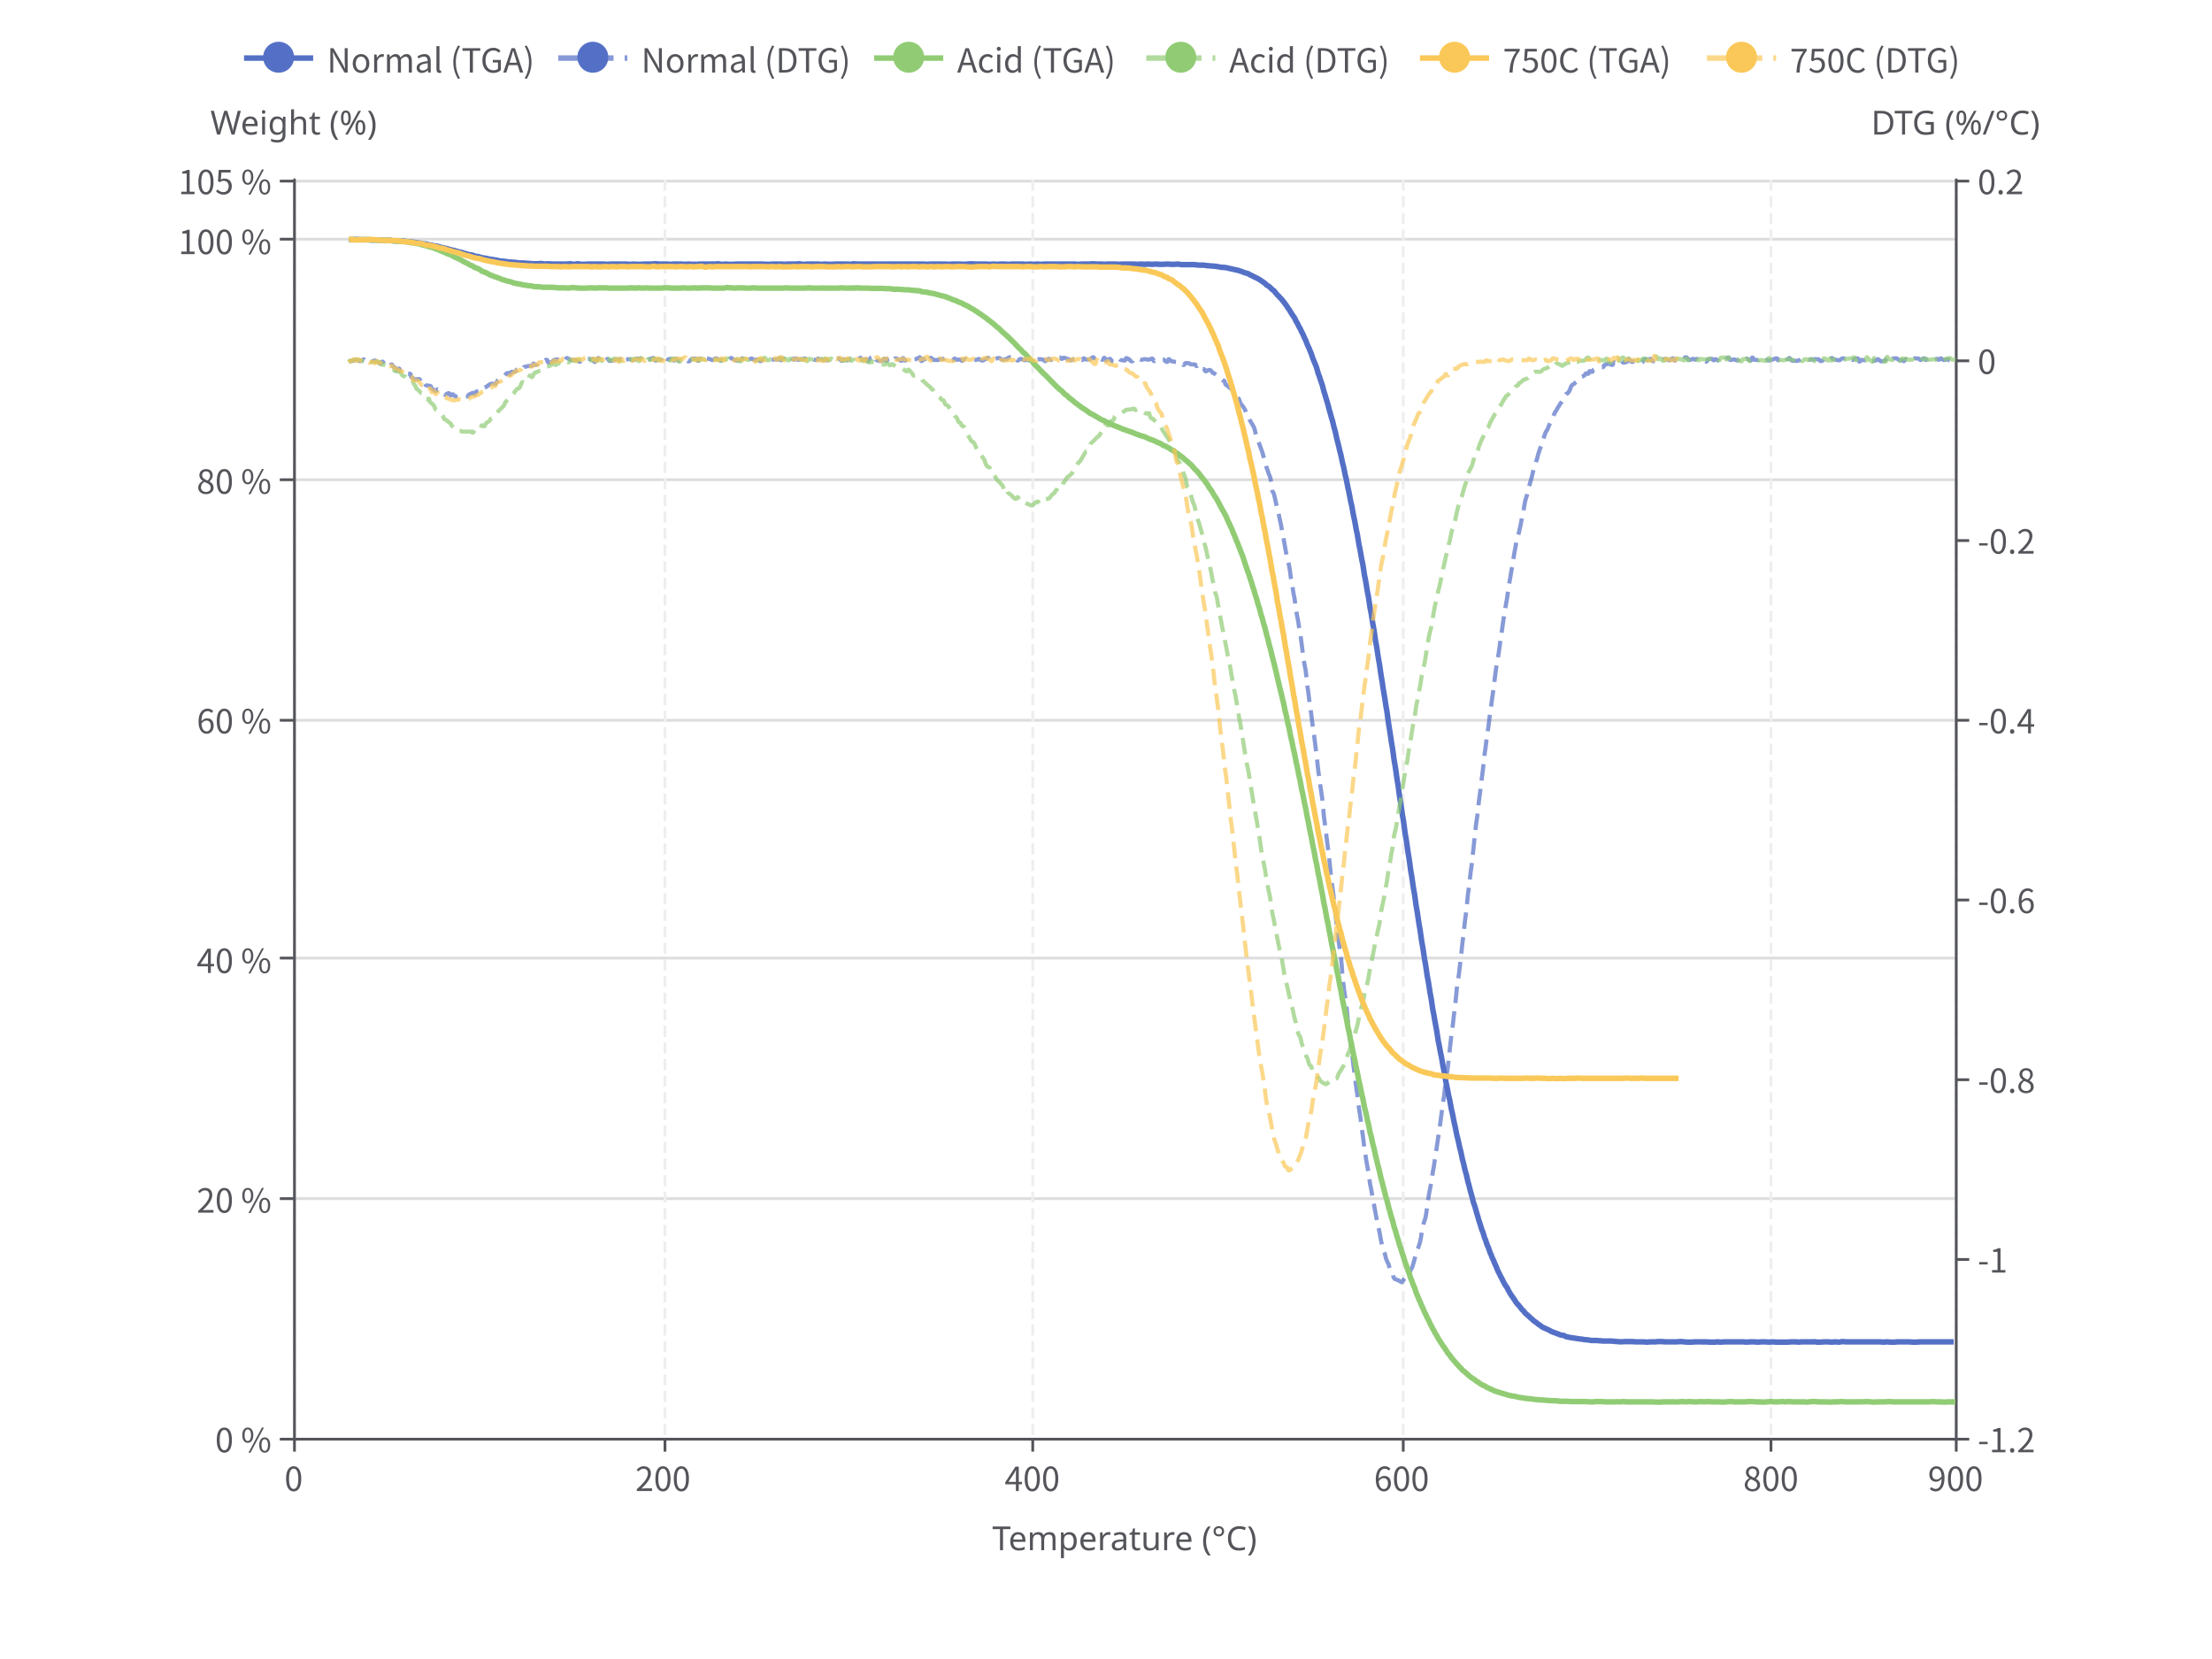 Normal (TGA) Normal (DTG) Acid (TGA) Acid (DTG) 750C (TGA) 750C (DTG)
Weight (%) DTG (%/°C)
105 % 0.2
100 %
0
80 %
-0.2
60 % -0.4
-0.6
40 %
-0.8
20 %
-1
0 % -1.2
0 200 400 600 800 900
Temperature (°C)